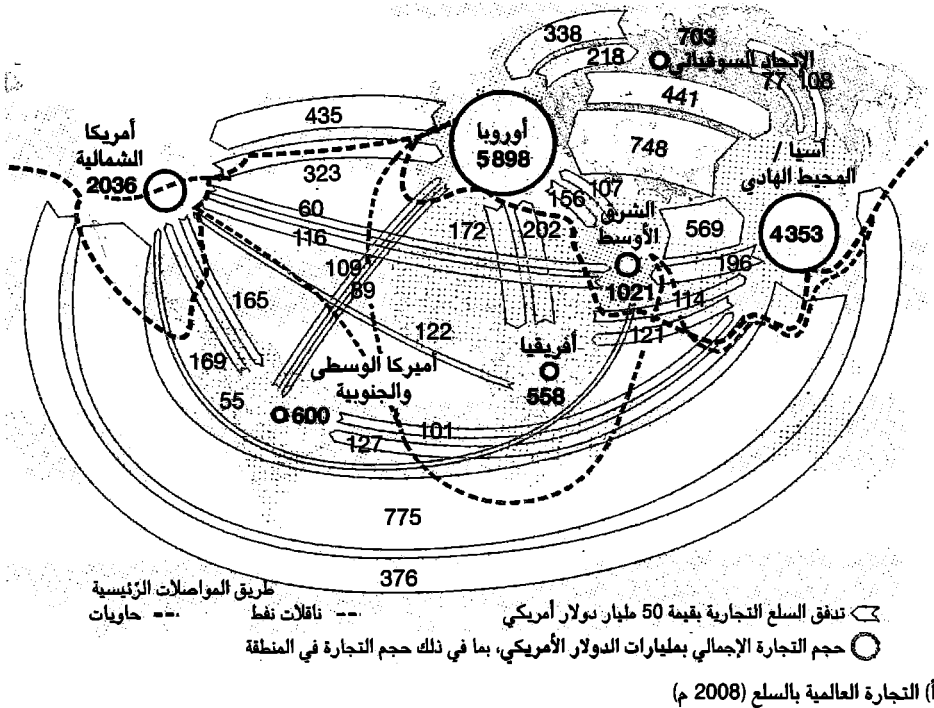 338
703
218
الإتحاد السوفياتي
77
108
441
435
أوروبا
5898
748
أمريكا
الشمالية
2036
آسيا /
المحيط الهادي
4353
323
107
156
60
116
172
202
الشرق
الأوسط
1021
569
196
109
89
114
165
122
121
169
أفريقيا
558
أميركا الوسطى
والجنوبية
600
55
101
127
775
376
طريق المواصلات الرّئيسية
تدفق السلع التجارية بقيمة 50 مليار دولار أمريكي
ناقلات نفط
حاويات
حجم التجارة الإجمالي بمليارات الدولار الأمريكي، بما في ذلك حجم التجارة في المنطقة
أ) التجارة العالمية بالسلع (2008 م)